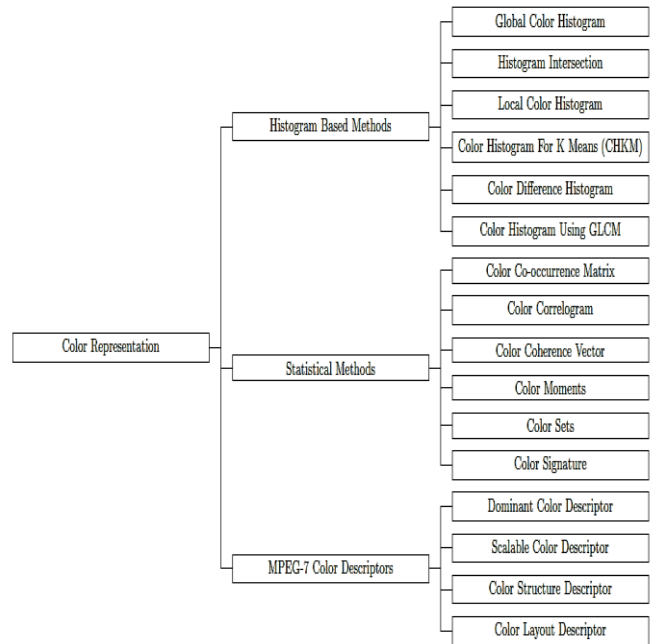 Color Representation
Histogram Based Methods
Global Color Histogram
Histogram Intersection
Local Color Histogram
Color Histogram For K Means (CHKM)
Color Difference Histogram
Color Histogram Using GLCM
Statistical Methods
Color Co-occurrence Matrix
Color Correlogram
Color Coherence Vector
Color Moments
Color Sets
Color Signature
MPEG-7 Color Descriptors
Dominant Color Descriptor
Scalable Color Descriptor
Color Structure Descriptor
Color Layout Descriptor